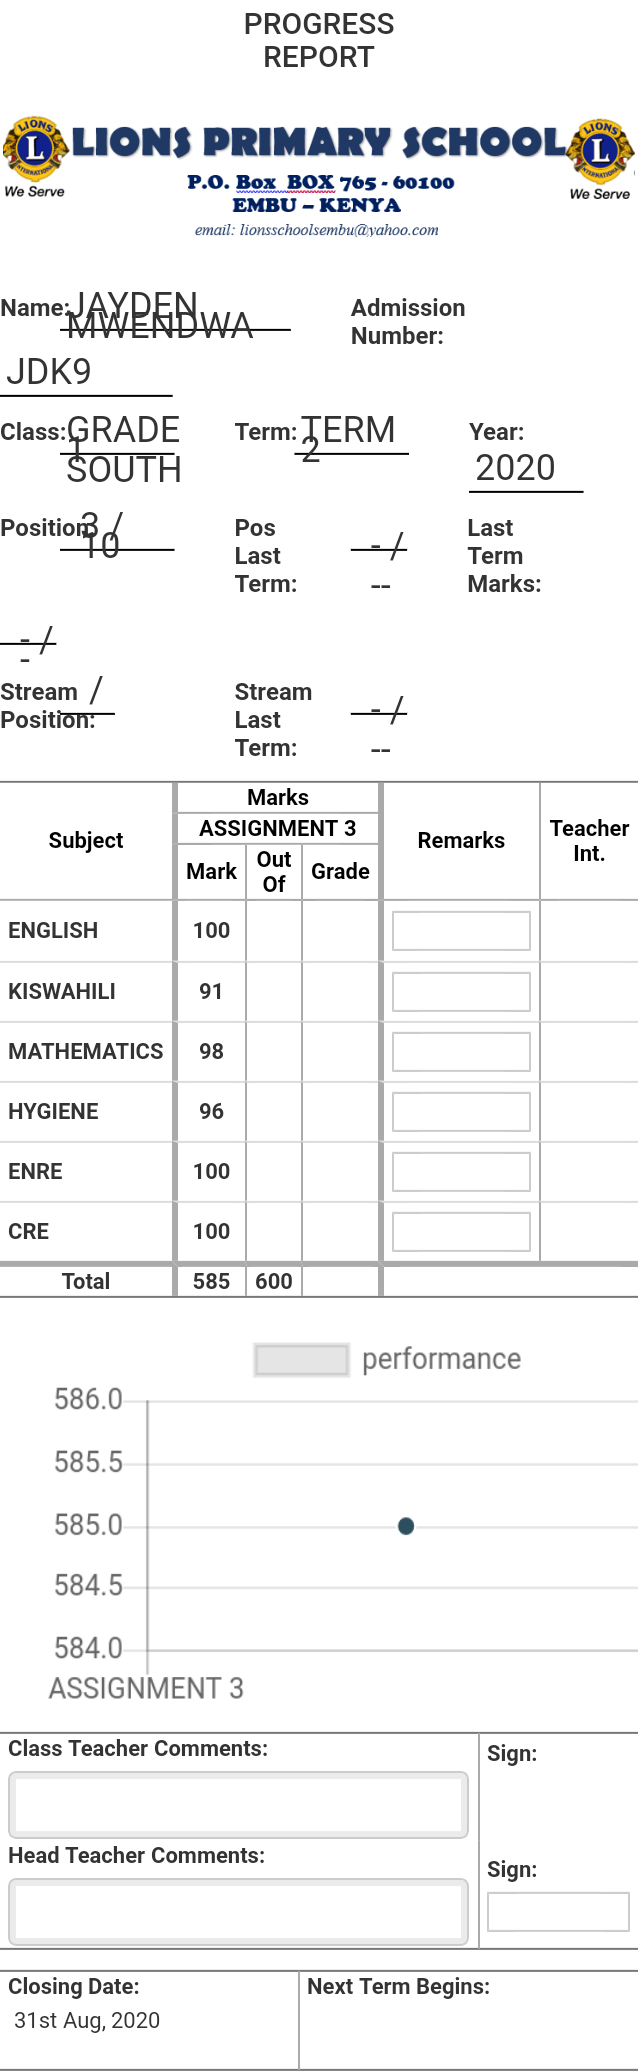 PROGRESS
REPORT
LIONS
L
INTERNATIONAL
We Serve
LIONS PRIMARY SCHOOL
P.O. Box BOX 765 - 60100
EMBU – KENYA
email: lionsschoolsembu@yahoo.com
LIONS
L
INTERNATIONAL
We Serve
Name: JAYDEN MWENDWA
Admission Number:
JDK9
Class: GRADE 1 SOUTH
Term: TERM 2
Year: 2020
Position: 3 / 10
Pos Last Term: - / --
Last Term Marks:
- / -
Stream Position: /
Stream Last Term: - / --
Subject Marks Remarks Teacher Int.
ASSIGNMENT 3
Mark Out Of Grade
ENGLISH 100
KISWAHILI 91
MATHEMATICS 98
HYGIENE 96
ENRE 100
CRE 100
Total 585 600
performance
586.0
585.5
585.0
584.5
584.0
ASSIGNMENT 3
Class Teacher Comments:
Sign:
Head Teacher Comments:
Sign:
Closing Date:
31st Aug, 2020
Next Term Begins: